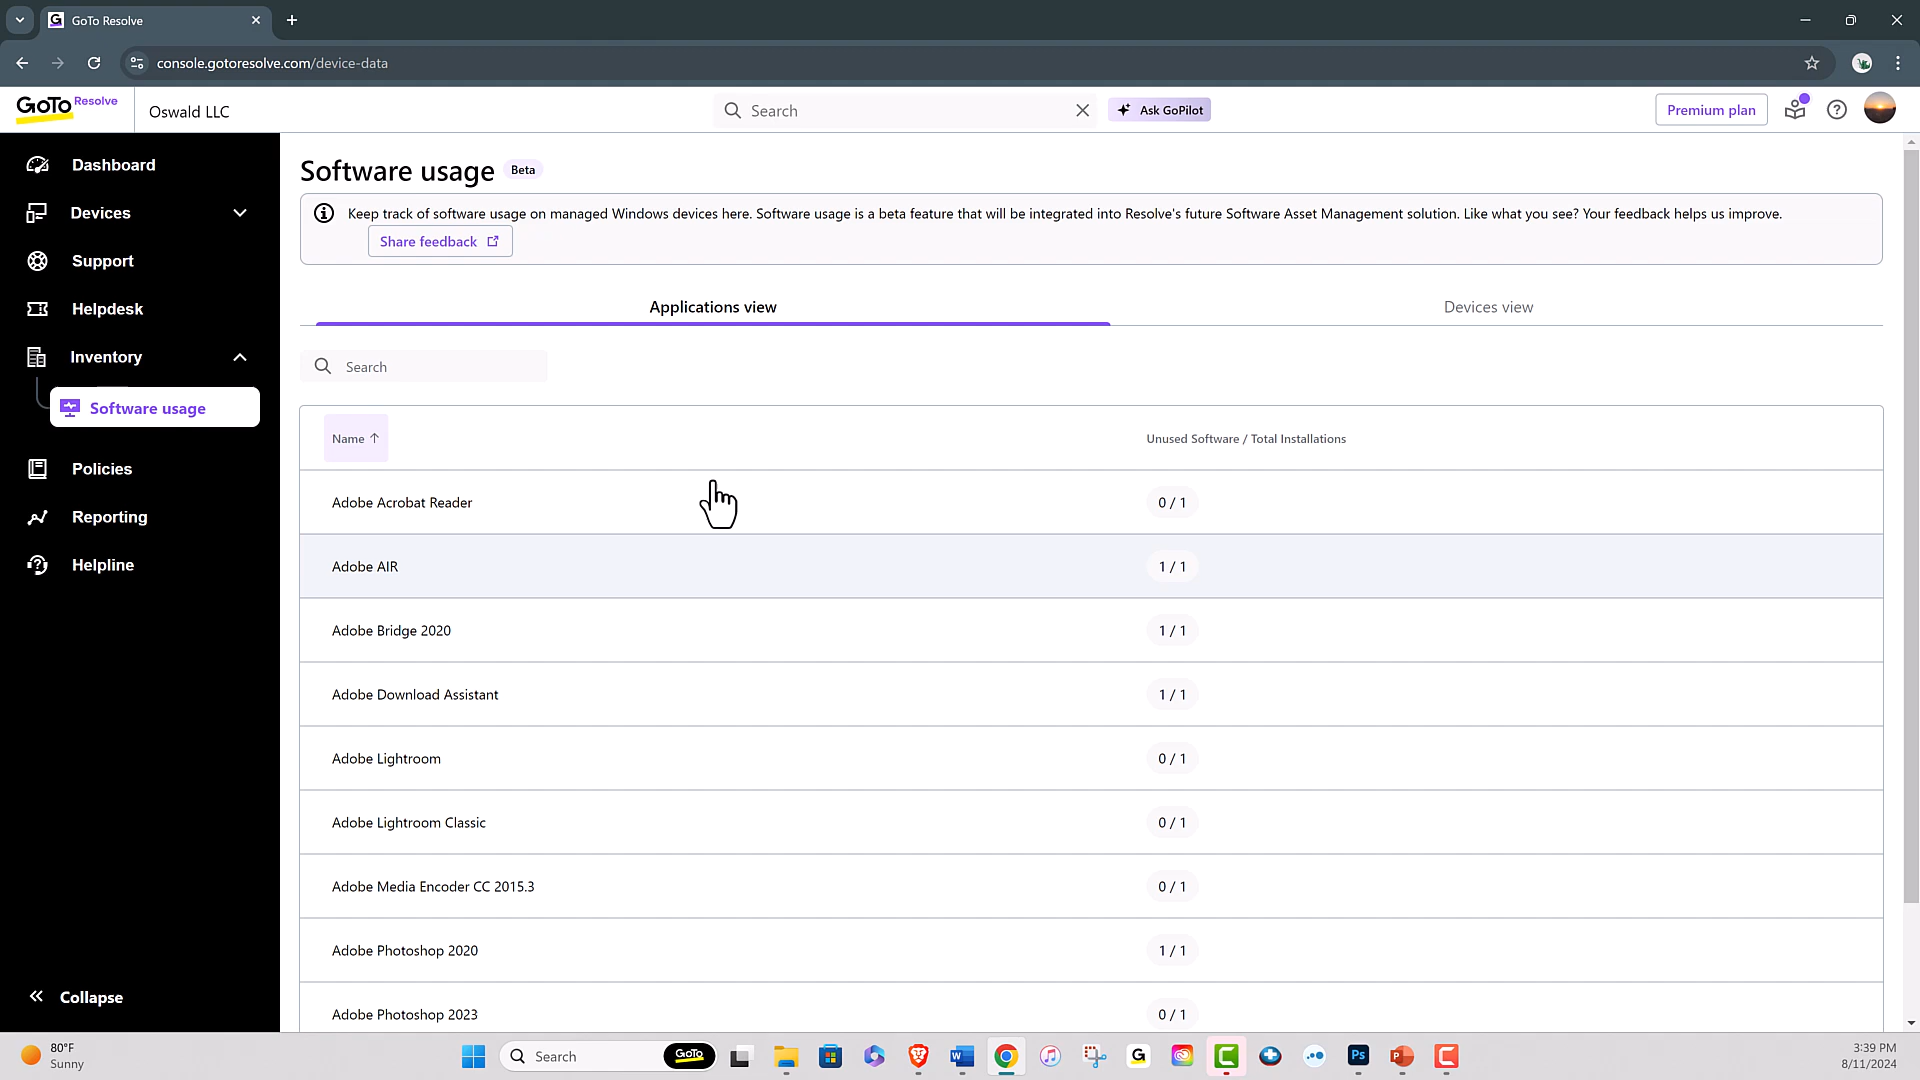 GoTo Resolve
console.gotoresolve.com/device-data
GoTo Resolve
Oswald LLC
Search
Ask GoPilot
Premium plan
Dashboard
Devices
Support
Helpdesk
Inventory
Software usage
Policies
Reporting
Helpline
Collapse
Software usage Beta
Keep track of software usage on managed Windows devices here. Software usage is a beta feature that will be integrated into Resolve's future Software Asset Management solution. Like what you see? Your feedback helps us improve.
Share feedback
Applications view Devices view
Search
Name Unused Software / Total Installations
Adobe Acrobat Reader 0 / 1
Adobe AIR 1 / 1
Adobe Bridge 2020 1 / 1
Adobe Download Assistant 1 / 1
Adobe Lightroom 0 / 1
Adobe Lightroom Classic 0 / 1
Adobe Media Encoder CC 2015.3 0 / 1
Adobe Photoshop 2020 1 / 1
Adobe Photoshop 2023 0 / 1
80°F
Sunny
Search
GoTo
G
Ps
3:39 PM
8/11/2024